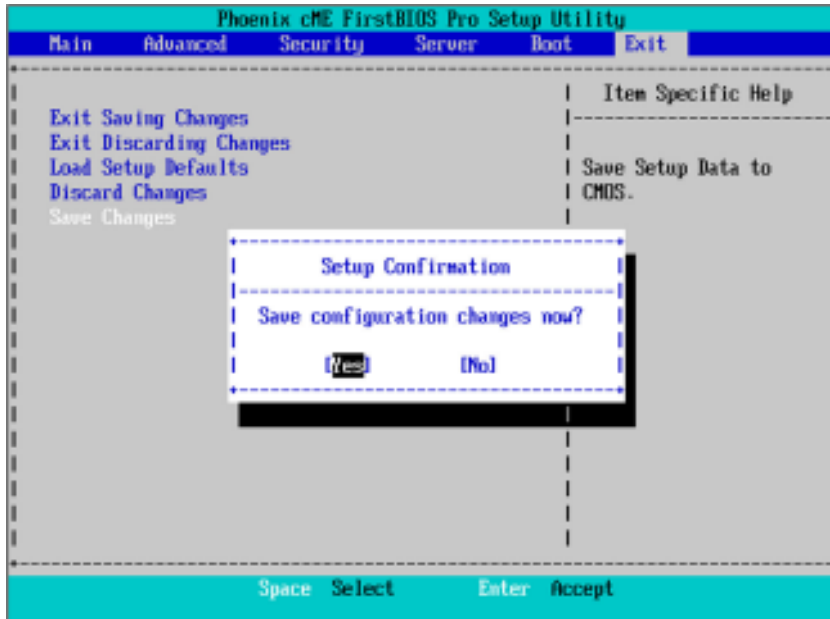 Phoenix cME FirstBIOS Pro Setup Utility
Main Advanced Security Server Boot Exit
Item Specific Help
Exit Saving Changes
Exit Discarding Changes
Load Setup Defaults
Discard Changes
Save Changes
Save Setup Data to
CMOS.
Setup Confirmation
Save configuration changes now?
[Yes] [No]
Space Select Enter Accept